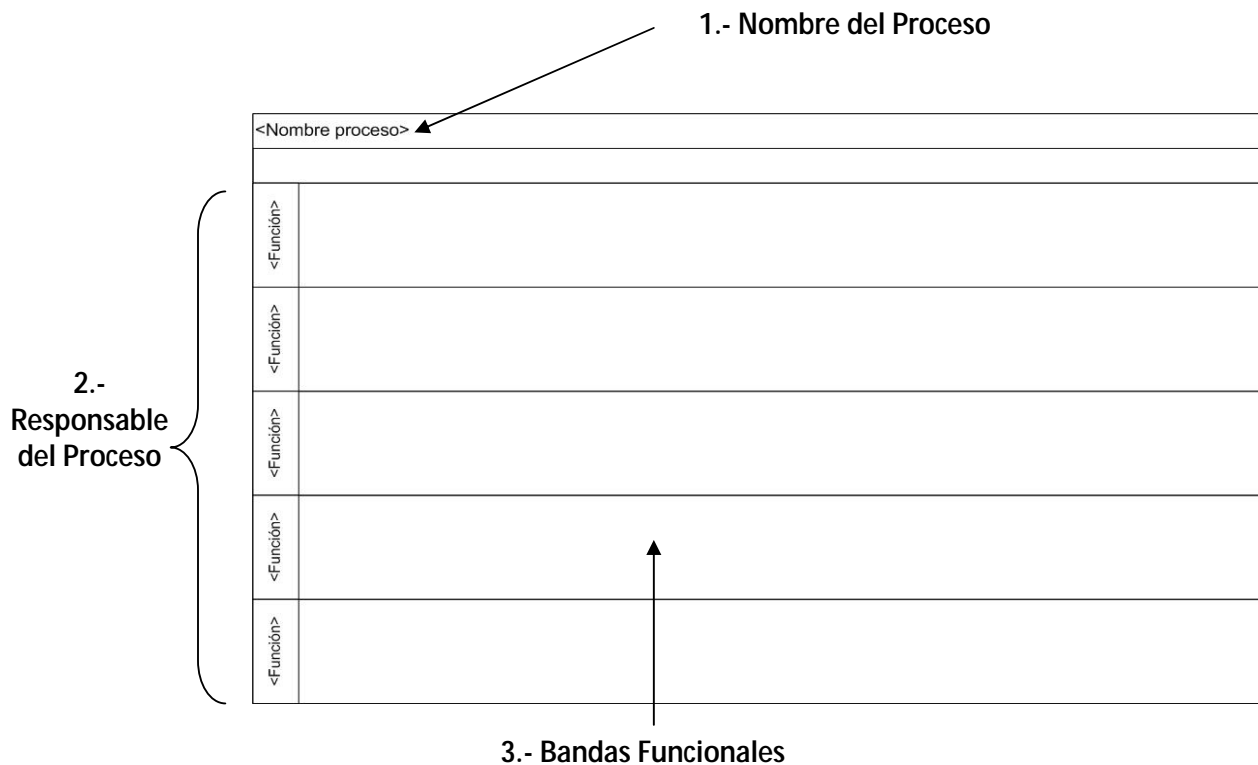 1.- Nombre del Proceso
<Nombre proceso>
<Función>
<Función>
2.-
Responsable
del Proceso
<Función>
<Función>
<Función>
3.- Bandas Funcionales